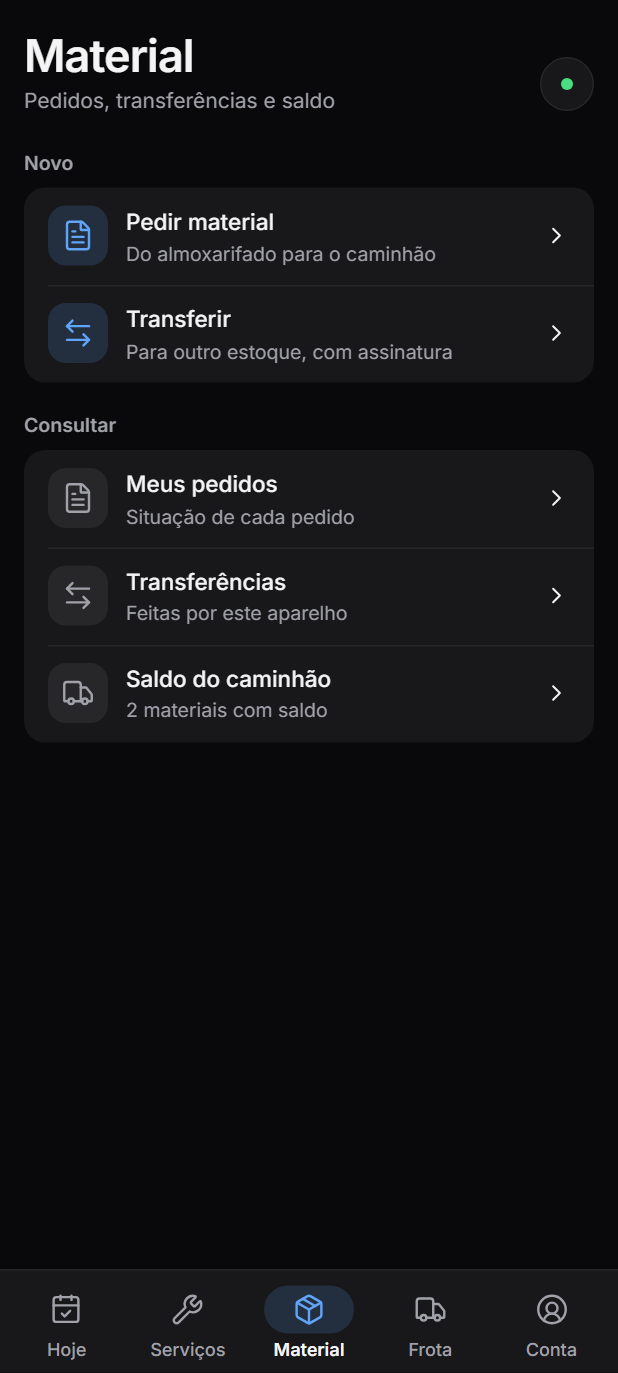 Material
Pedidos, transferências e saldo
Novo
Pedir material
Do almoxarifado para o caminhão
Transferir
Para outro estoque, com assinatura
Consultar
Meus pedidos
Situação de cada pedido
Transferências
Feitas por este aparelho
Saldo do caminhão
2 materiais com saldo
Hoje
Serviços
Material
Frota
Conta